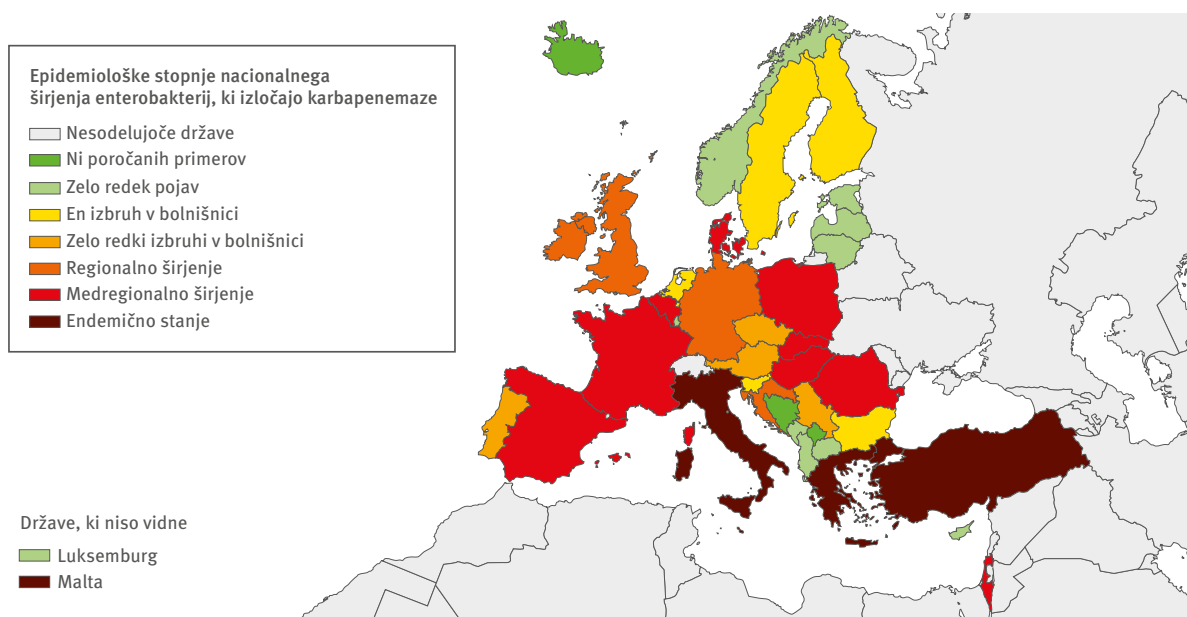 Epidemiološke stopnje nacionalnega
širjenja enterobakterij, ki izločajo karbapenemaze
Nesodelujoče države
Ni poročanih primerov
Zelo redek pojav
En izbruh v bolnišnici
Zelo redki izbruhi v bolnišnici
Regionalno širjenje
Medregionalno širjenje
Endemično stanje
Države, ki niso vidne
Luksemburg
Malta